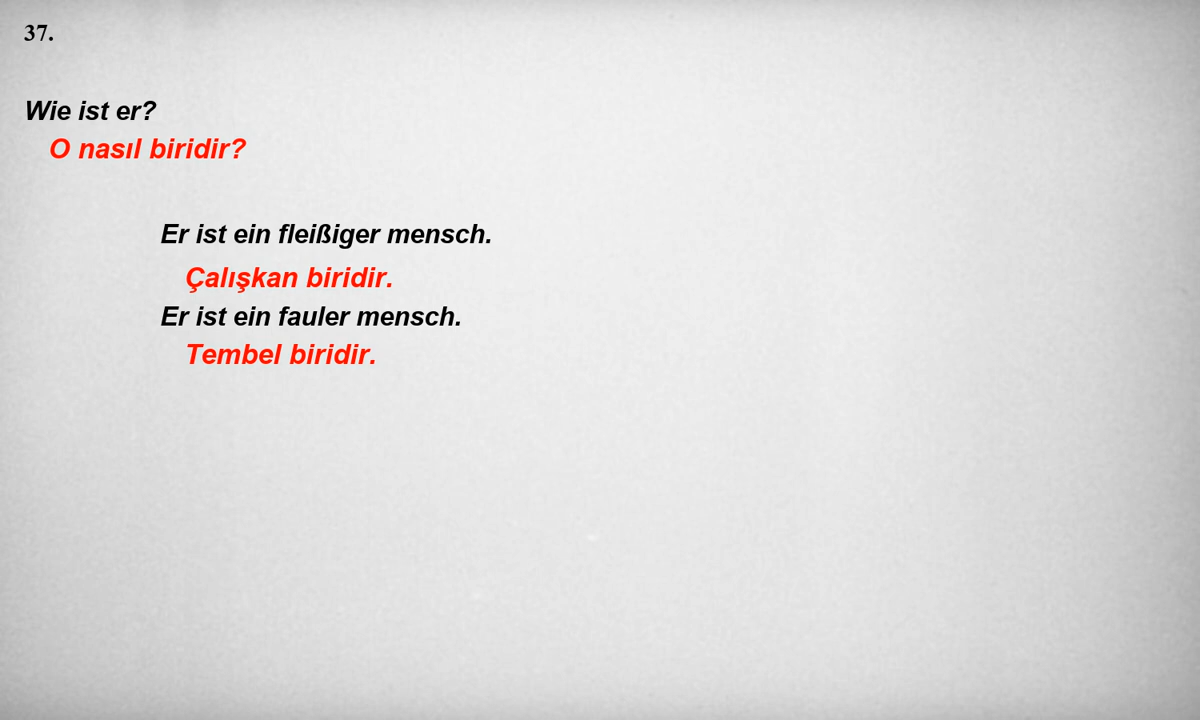 37.
Wie ist er?
O nasıl biridir?
Er ist ein fleißiger mensch.
Çalışkan biridir.
Er ist ein fauler mensch.
Tembel biridir.